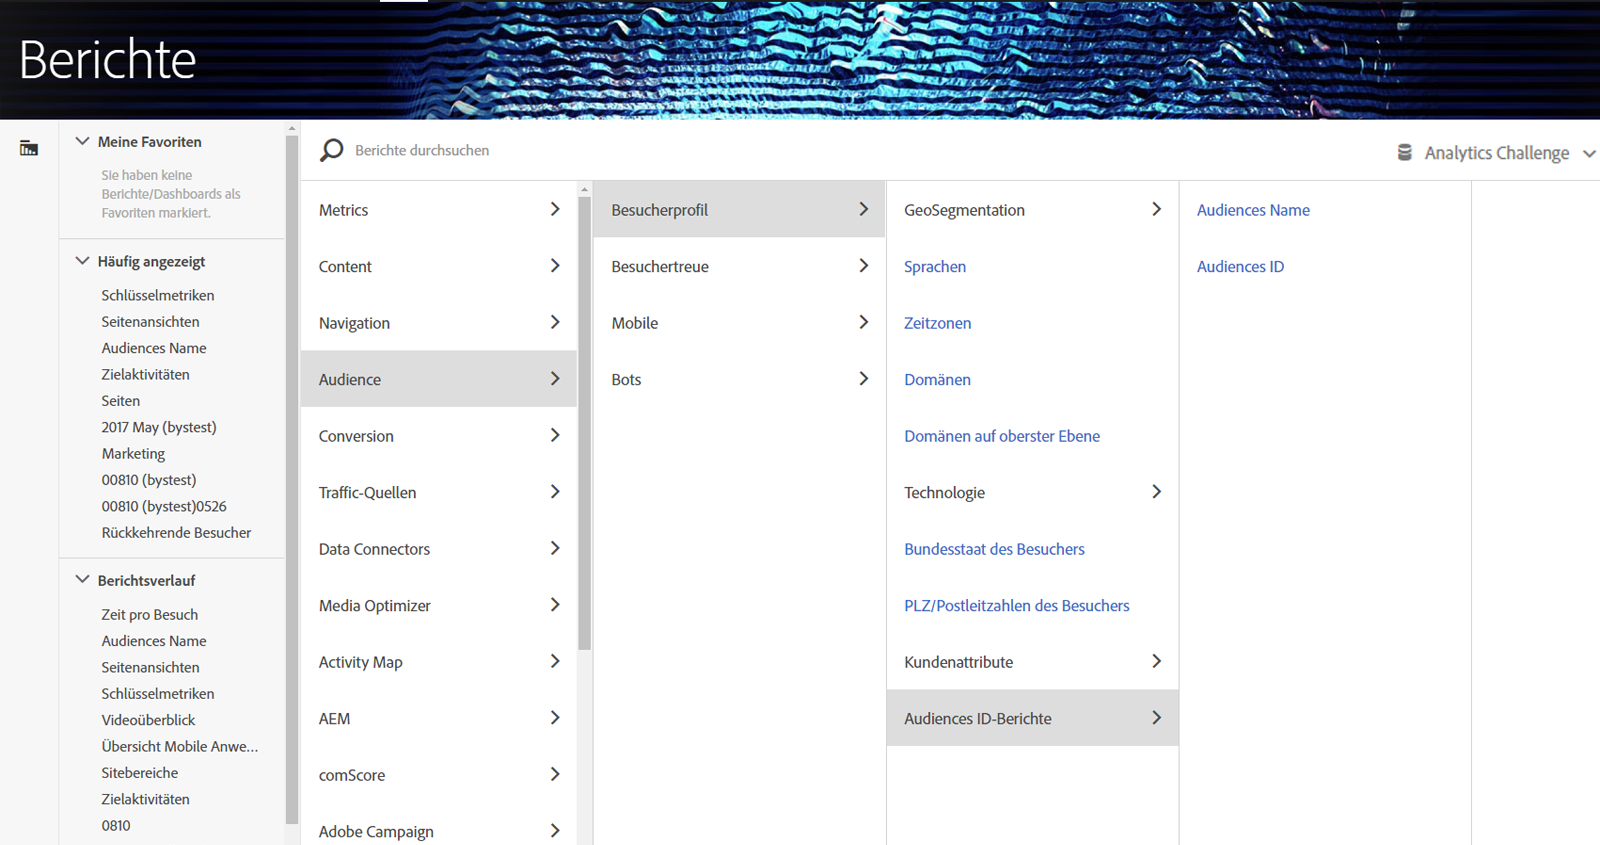 Berichte
Meine Favoriten
Sie haben keine
Berichte/Dashboards als
Favoriten markiert.
Häufig angezeigt
Schlüsselmetriken
Seitenansichten
Audiences Name
Zielaktivitäten
Seiten
2017 May (bystest)
Marketing
00810 (bystest)
00810 (bystest)0526
Rückkehrende Besucher
Berichtsverlauf
Zeit pro Besuch
Audiences Name
Seitenansichten
Schlüsselmetriken
Videoüberblick
Übersicht Mobile Anwe...
Sitebereiche
Zielaktivitäten
0810
Berichte durchsuchen
Analytics Challenge
Metrics
Content
Navigation
Audience
Conversion
Traffic-Quellen
Data Connectors
Media Optimizer
Activity Map
AEM
comScore
Adobe Campaign
Besucherprofil
Besuchertreue
Mobile
Bots
GeoSegmentation
Sprachen
Zeitzonen
Domänen
Domänen auf oberster Ebene
Technologie
Bundesstaat des Besuchers
PLZ/Postleitzahlen des Besuchers
Kundenattribute
Audiences ID-Berichte
Audiences Name
Audiences ID